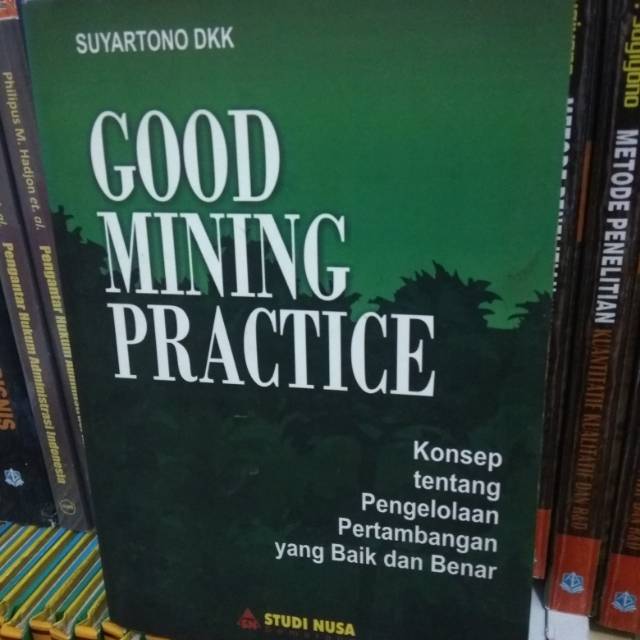 SUYARTONO DKK
GOOD
MINING
PRACTICE
Konsep
tentang
Pengelolaan
Pertambangan
yang Baik dan Benar
SN STUDI NUSA
Philipus M. Hadjon et. al.
Pengantar Hukum Administrasi Indonesia
METODE PENELITIAN
KUANTITATIF KUALITATIF DAN R&D